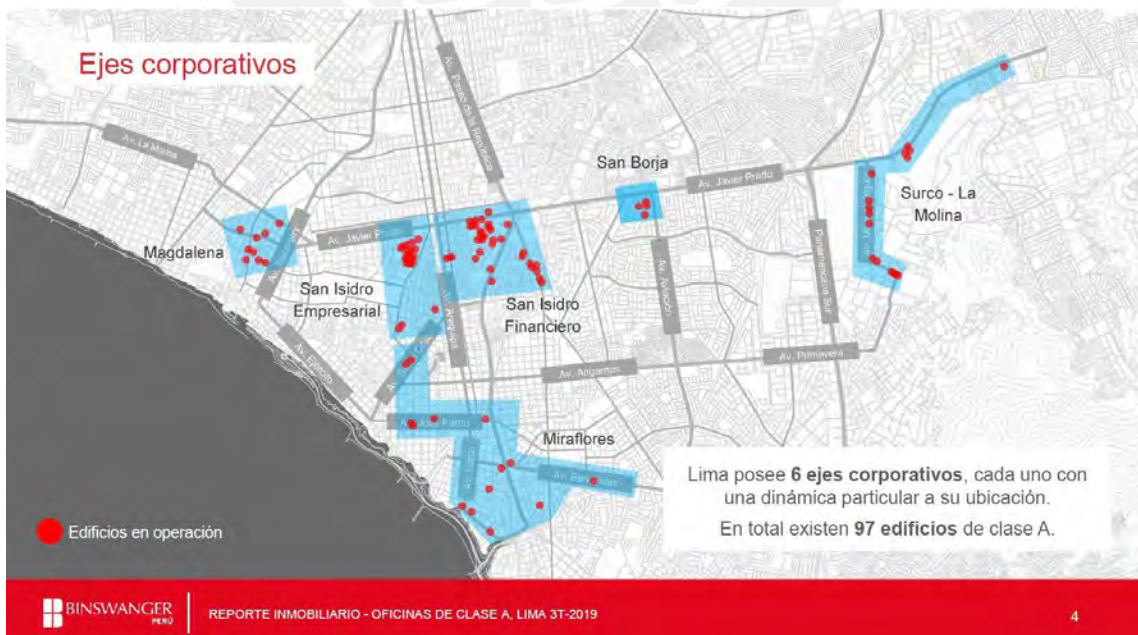 Ejes corporativos
Av. La Marina
Av. Paseo de la República
San Borja
Av. Javier Prado
Surco - La
Molina
Magdalena
Av. Javier Prado
San Isidro
Empresarial
San Isidro
Financiero
Av. Arequipa
Av. Aviación
Panamericana Sur
Av. Ejército
Av. Primavera
Av. Angamos
Miraflores
Lima posee 6 ejes corporativos, cada uno con
una dinámica particular a su ubicación.
En total existen 97 edificios de clase A.
Edificios en operación
BINSWANGER
PERÚ
REPORTE INMOBILIARIO - OFICINAS DE CLASE A, LIMA 3T-2019
4